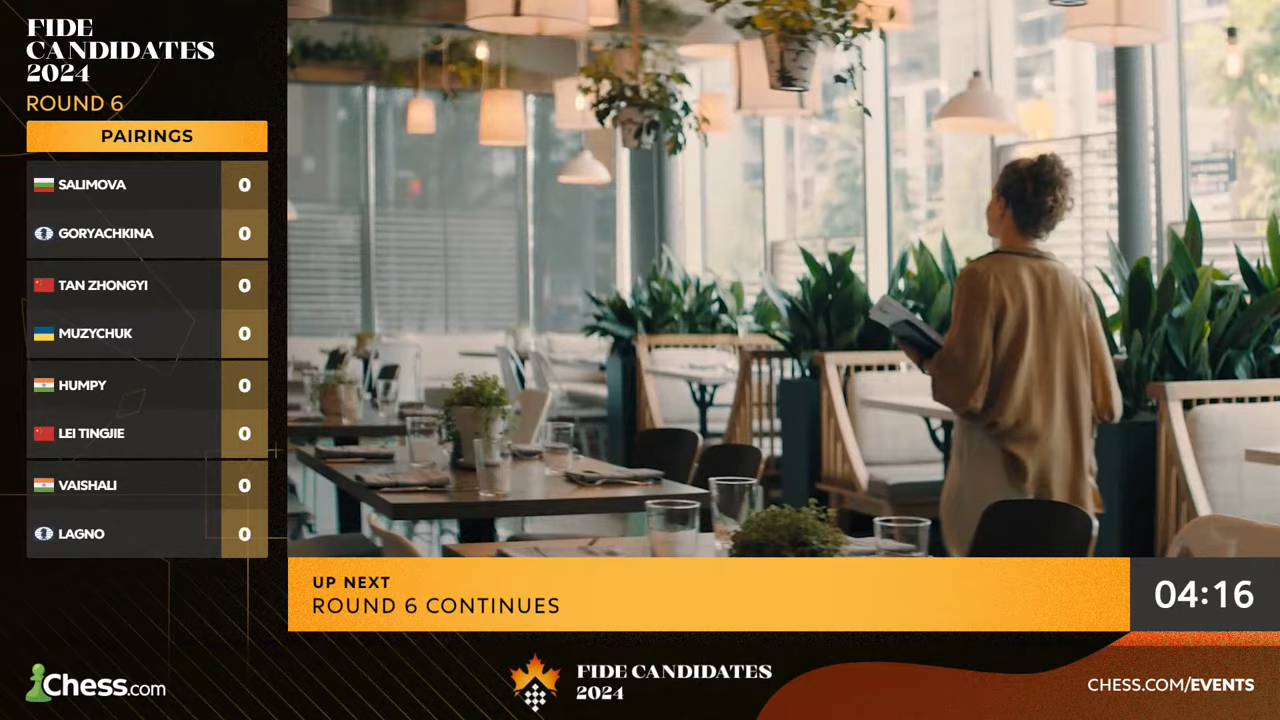 FIDE
CANDIDATES
2024
ROUND 6
PAIRINGS
SALIMOVA 0
GORYACHKINA 0
TAN ZHONGYI 0
MUZYCHUK 0
HUMPY 0
LEI TINGJIE 0
VAISHALI 0
LAGNO 0
UP NEXT
ROUND 6 CONTINUES
04:16
Chess.com
FIDE CANDIDATES
2024
CHESS.COM/EVENTS